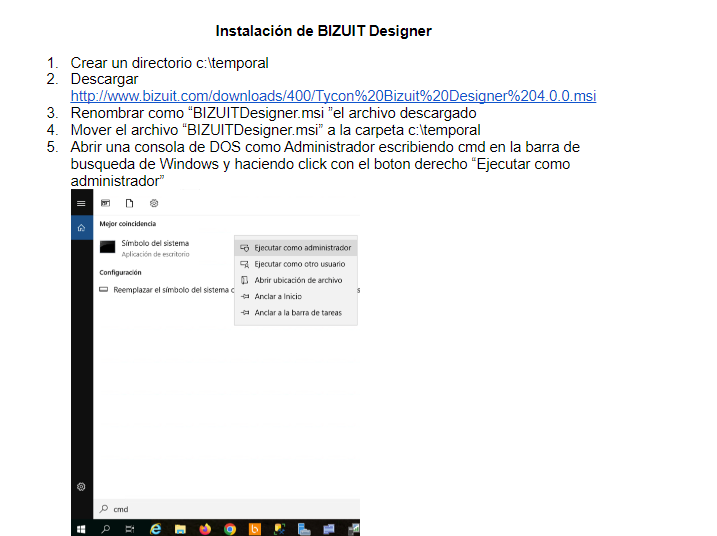 Instalación de BIZUIT Designer
1. Crear un directorio c:\temporal
2. Descargar
http://www.bizuit.com/downloads/400/Tycon%20Bizuit%20Designer%204.0.0.msi
3. Renombrar como “BIZUITDesigner.msi ”el archivo descargado
4. Mover el archivo “BIZUITDesigner.msi” a la carpeta c:\temporal
5. Abrir una consola de DOS como Administrador escribiendo cmd en la barra de
busqueda de Windows y haciendo click con el boton derecho “Ejecutar como
administrador”
Mejor coincidencia
Símbolo del sistema
Aplicación de escritorio
Configuración
Reemplazar el símbolo del sistema c
s
Ejecutar como administrador
Ejecutar como otro usuario
Abrir ubicación de archivo
Anclar a Inicio
Anclar a la barra de tareas
cmd